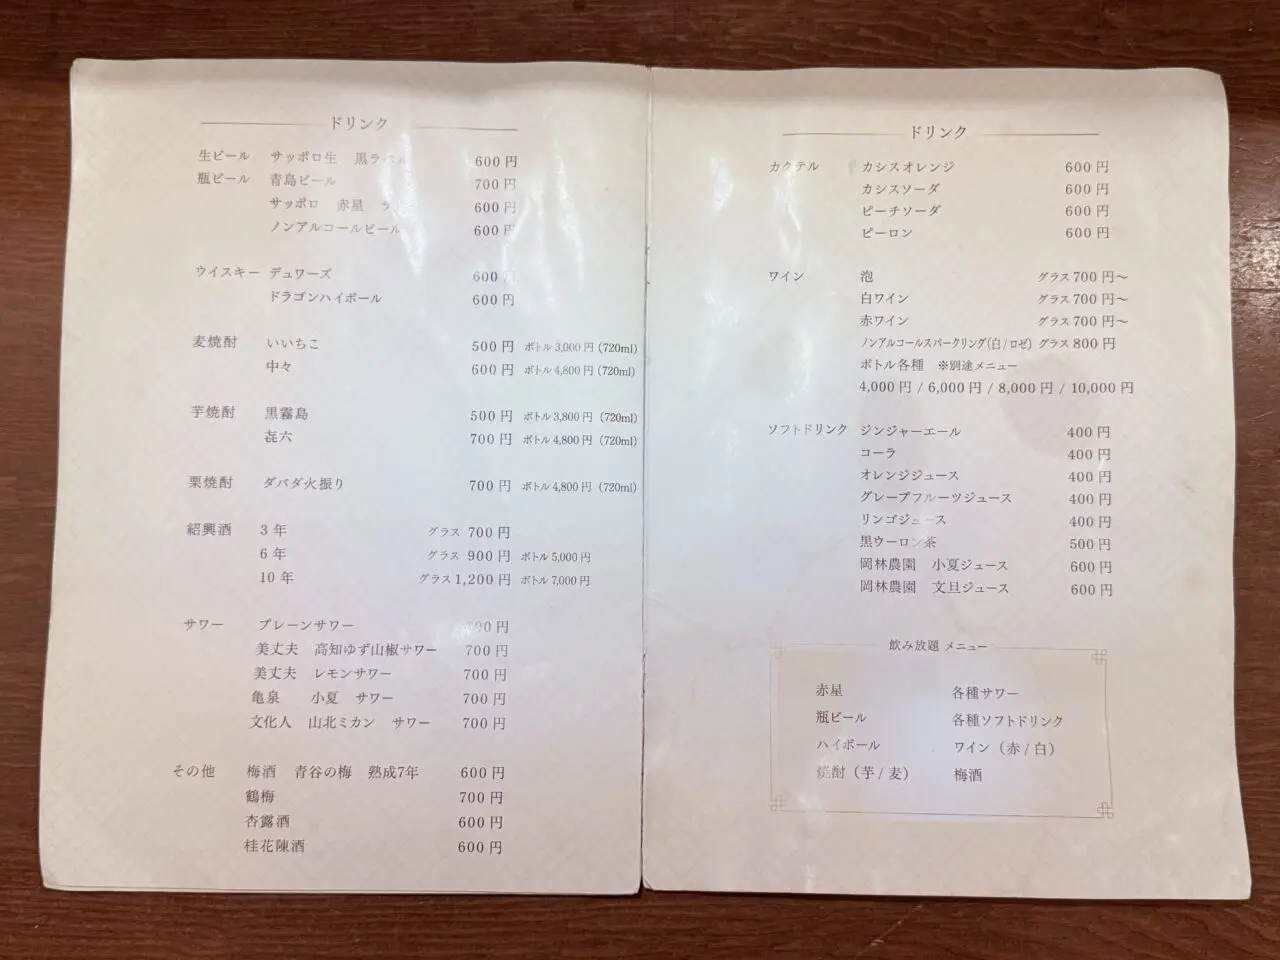 ドリンク
生ビール サッポロ生 黒ラベル 600円
瓶ビール 青島ビール 700円
サッポロ 赤星 600円
ノンアルコールビール 600円
ウイスキー デュワーズ 600円
ドラゴンハイボール 600円
麦焼酎 いいちこ 500円 ボトル3,000円(720ml)
中々 600円 ボトル4,800円(720ml)
芋焼酎 黒霧島 500円 ボトル3,800円(720ml)
㐂六 700円 ボトル4,800円(720ml)
栗焼酎 ダバダ火振り 700円 ボトル4,800円(720ml)
紹興酒 3年 グラス 700円
6年 グラス 900円 ボトル5,000円
10年 グラス1,200円 ボトル7,000円
サワー プレーンサワー 円
美丈夫 高知ゆず山椒サワー 700円
美丈夫 レモンサワー 700円
亀泉 小夏 サワー 700円
文化人 山北ミカン サワー 700円
その他 梅酒 青谷の梅 熟成7年 600円
鶴梅 700円
杏露酒 600円
桂花陳酒 600円
ドリンク
カクテル カシスオレンジ 600円
カシスソーダ 600円
ピーチソーダ 600円
ピーロン 600円
ワイン 泡 グラス700円〜
白ワイン グラス700円〜
赤ワイン グラス700円〜
ノンアルコールスパークリング(白/ロゼ) グラス800円
ボトル各種 ※別途メニュー
4,000円 / 6,000円 / 8,000円 / 10,000円
ソフトドリンク ジンジャーエール 400円
コーラ 400円
オレンジジュース 400円
グレープフルーツジュース 400円
リンゴジュース 400円
黒ウーロン茶 500円
岡林農園 小夏ジュース 600円
岡林農園 文旦ジュース 600円
飲み放題 メニュー
赤星 各種サワー
瓶ビール 各種ソフトドリンク
ハイボール ワイン（赤/白）
焼酎（芋/麦） 梅酒